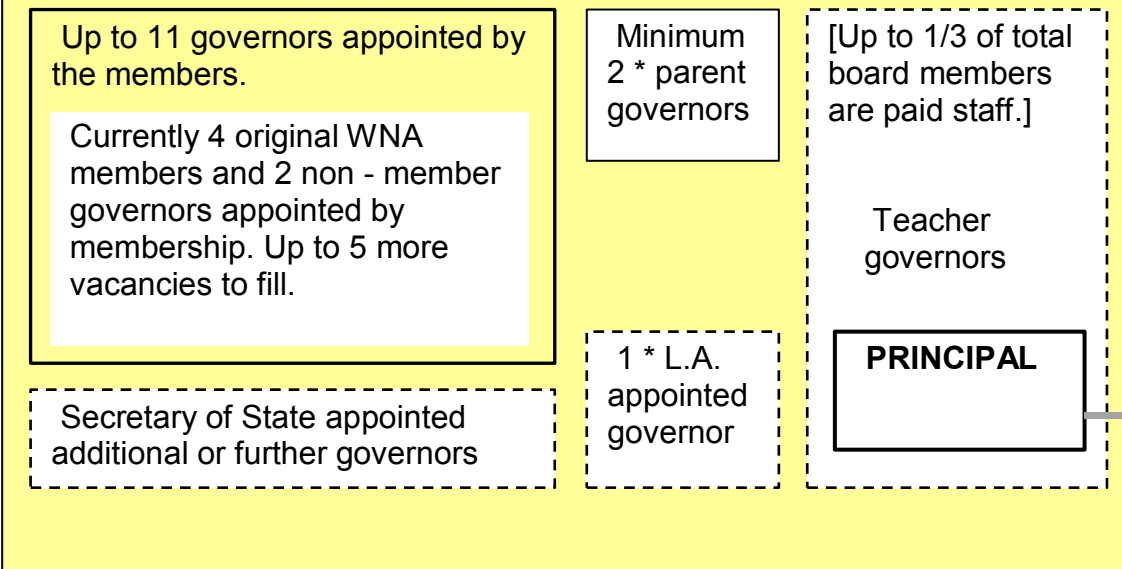 Up to 11 governors appointed by
the members.
Currently 4 original WNA
members and 2 non - member
governors appointed by
membership. Up to 5 more
vacancies to fill.
Secretary of State appointed
additional or further governors
Minimum
2 * parent
governors
1 * L.A.
appointed
governor
[Up to 1/3 of total
board members
are paid staff.]
Teacher
governors
PRINCIPAL